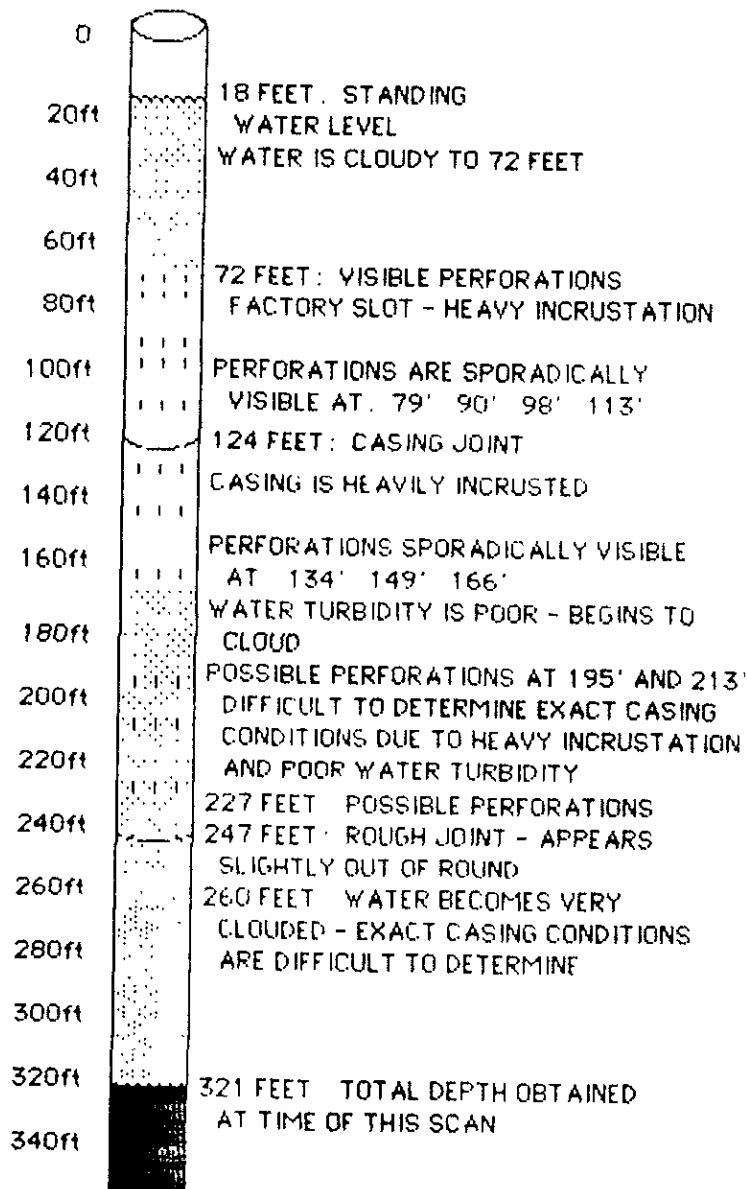 0
18 FEET. STANDING
20ft
WATER LEVEL
WATER IS CLOUDY TO 72 FEET
40ft
60ft
72 FEET: VISIBLE PERFORATIONS
80ft
FACTORY SLOT - HEAVY INCRUSTATION
100ft
PERFORATIONS ARE SPORADICALLY
VISIBLE AT. 79' 90' 98' 113'
120ft
124 FEET: CASING JOINT
CASING IS HEAVILY INCRUSTED
140ft
PERFORATIONS SPORADICALLY VISIBLE
160ft
AT 134' 149' 166'
WATER TURBIDITY IS POOR - BEGINS TO
180ft
CLOUD
POSSIBLE PERFORATIONS AT 195' AND 213'
200ft
DIFFICULT TO DETERMINE EXACT CASING
CONDITIONS DUE TO HEAVY INCRUSTATION
220ft
AND POOR WATER TURBIDITY
227 FEET POSSIBLE PERFORATIONS
240ft
247 FEET: ROUGH JOINT - APPEARS
SLIGHTLY OUT OF ROUND
260ft
260 FEET WATER BECOMES VERY
CLOUDED - EXACT CASING CONDITIONS
280ft
ARE DIFFICULT TO DETERMINE
300ft
320ft
321 FEET TOTAL DEPTH OBTAINED
AT TIME OF THIS SCAN
340ft